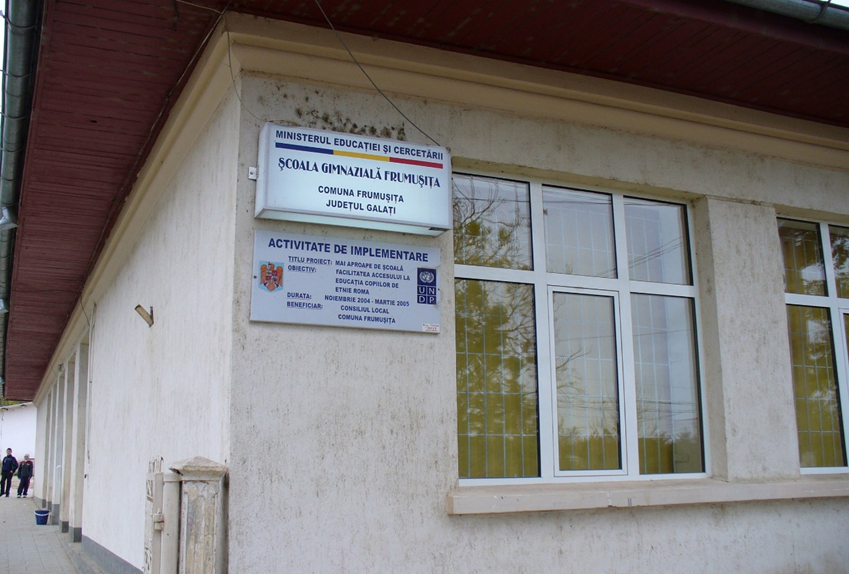 MINISTERUL EDUCAȚIEI ȘI CERCETĂRII
ȘCOALA GIMNAZIALĂ FRUMUȘIȚA
COMUNA FRUMUȘIȚA
JUDEȚUL GALAȚI
ACTIVITATE DE IMPLEMENTARE
TITLU PROIECT: MAI APROAPE DE ȘCOALĂ
OBIECTIV: FACILITATEA ACCESULUI LA
EDUCAȚIA COPIILOR DE
ETNIE ROMA
DURATA: NOIEMBRIE 2004 - MARTIE 2005
BENEFICIAR: CONSILIUL LOCAL
COMUNA FRUMUȘIȚA
UN
DP